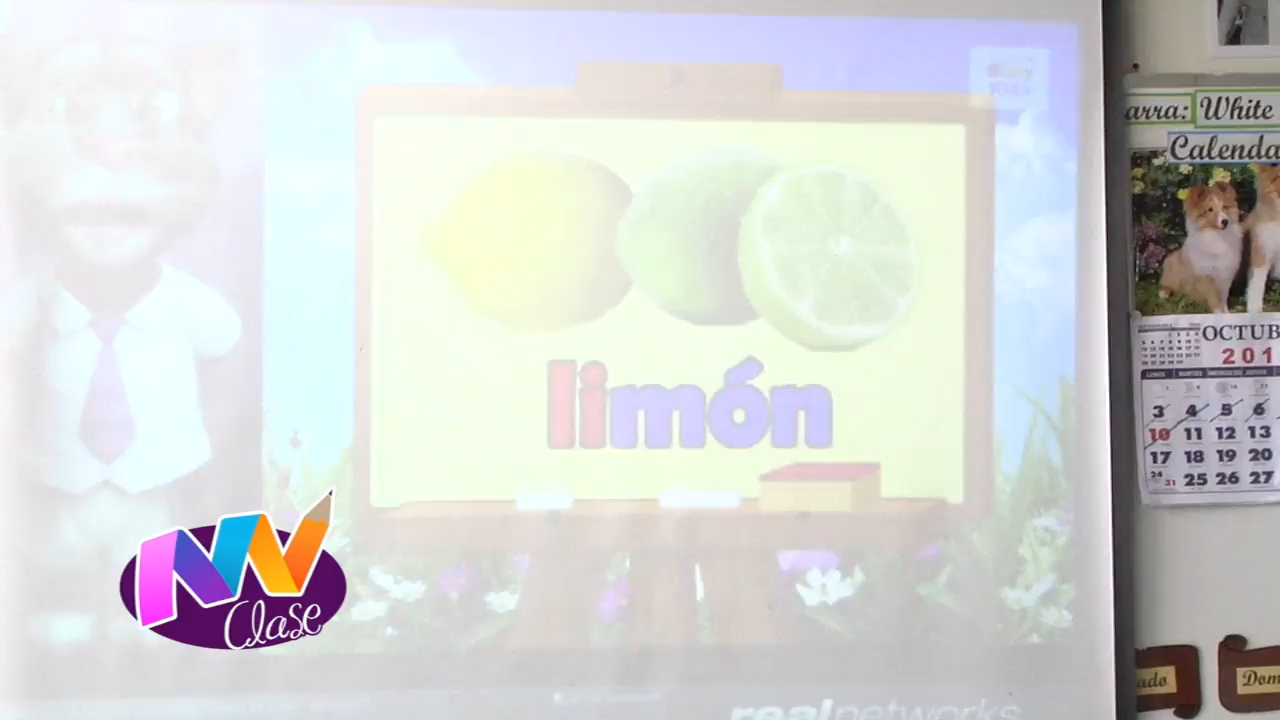 limón
Clase
realnetworks
White
Calenda
OCTUB
201
3 4 5 6
10 11 12 13
17 18 19 20
24 31 25 26 27
Dom